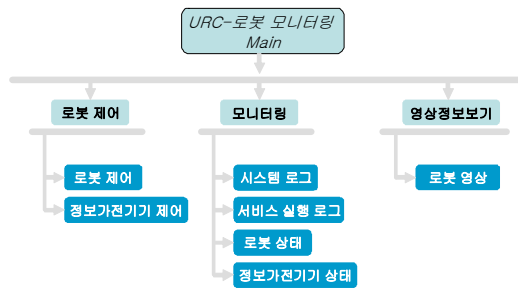 URC-로봇 모니터링
Main
로봇 제어
모니터링
영상정보보기
로봇 제어
정보가전기기 제어
시스템 로그
서비스 실행 로그
로봇 상태
정보가전기기 상태
로봇 영상